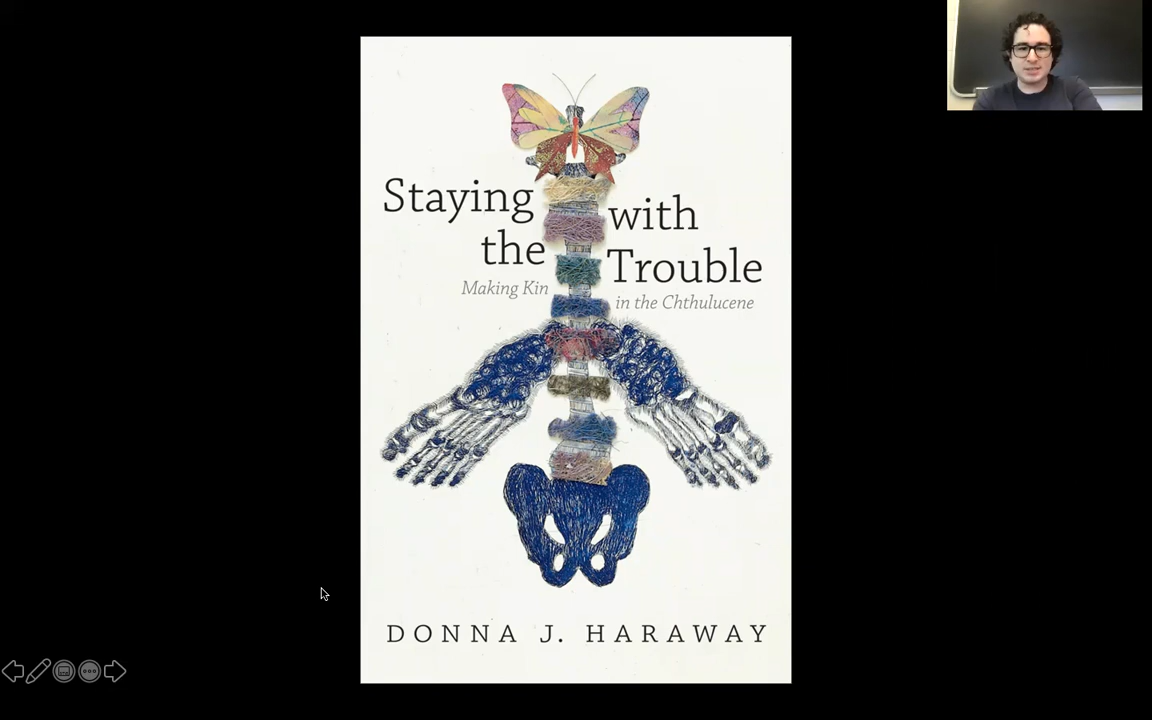 Staying with
the Trouble
Making Kin in the Chthulucene
DONNA J. HARAWAY